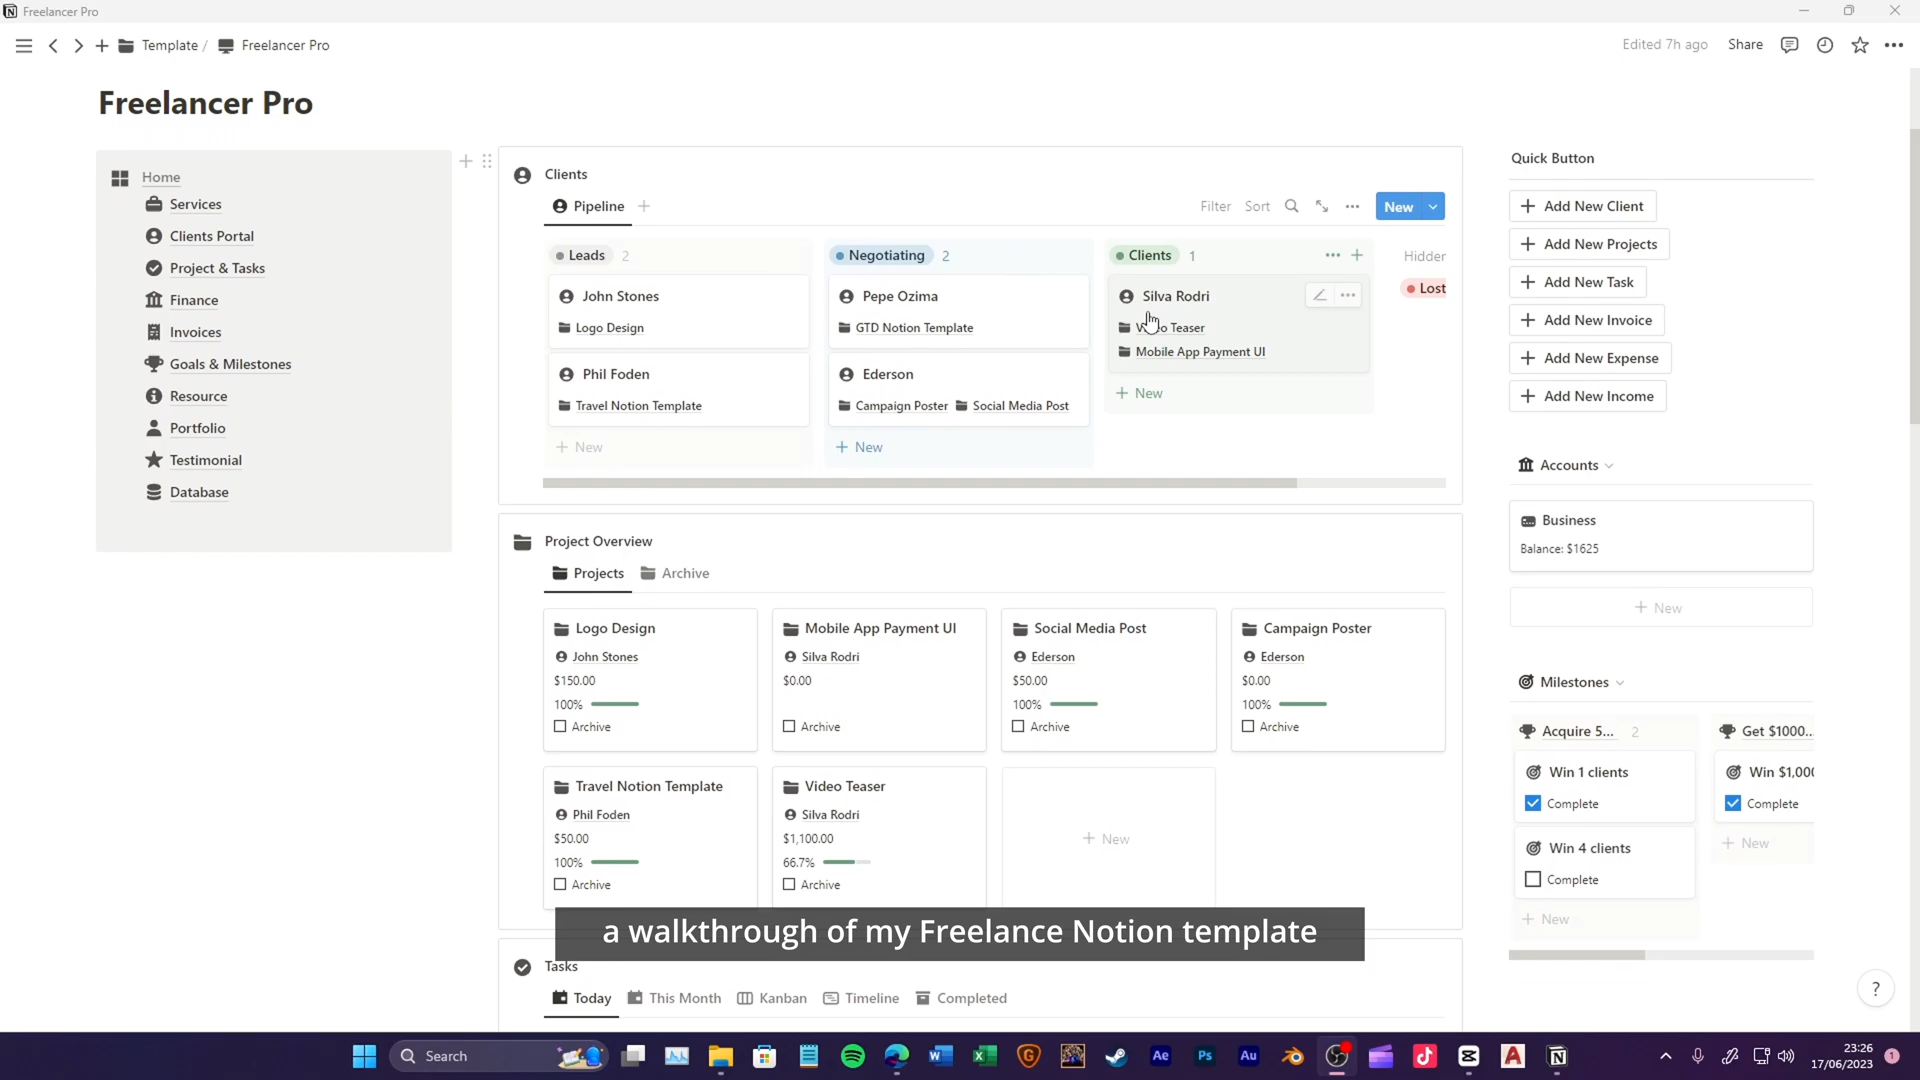 Freelancer Pro
Template / Freelancer Pro
Edited 7h ago Share
Freelancer Pro
Home
Services
Clients Portal
Project & Tasks
Finance
Invoices
Goals & Milestones
Resource
Portfolio
Testimonial
Database
Clients
Pipeline
Filter Sort New
Leads 2
John Stones
Logo Design
Phil Foden
Travel Notion Template
New
Negotiating 2
Pepe Ozima
GTD Notion Template
Ederson
Campaign Poster Social Media Post
New
Clients 1
Silva Rodri
Video Teaser
Mobile App Payment UI
New
Hidden
Lost
Project Overview
Projects Archive
Logo Design
John Stones
$150.00
100%
Archive
Mobile App Payment UI
Silva Rodri
$0.00
Archive
Social Media Post
Ederson
$50.00
100%
Archive
Campaign Poster
Ederson
$0.00
100%
Archive
Travel Notion Template
Phil Foden
$50.00
100%
Archive
Video Teaser
Silva Rodri
$1,100.00
66.7%
Archive
New
a walkthrough of my Freelance Notion template
Tasks
Today This Month Kanban Timeline Completed
Quick Button
Add New Client
Add New Projects
Add New Task
Add New Invoice
Add New Expense
Add New Income
Accounts
Business
Balance: $1625
New
Milestones
Acquire 5... 2
Win 1 clients
Complete
Win 4 clients
Complete
New
Get $1000...
Win $1,000
Complete
New
?
Search
Ae
Ps
Au
23:26
17/06/2023
1